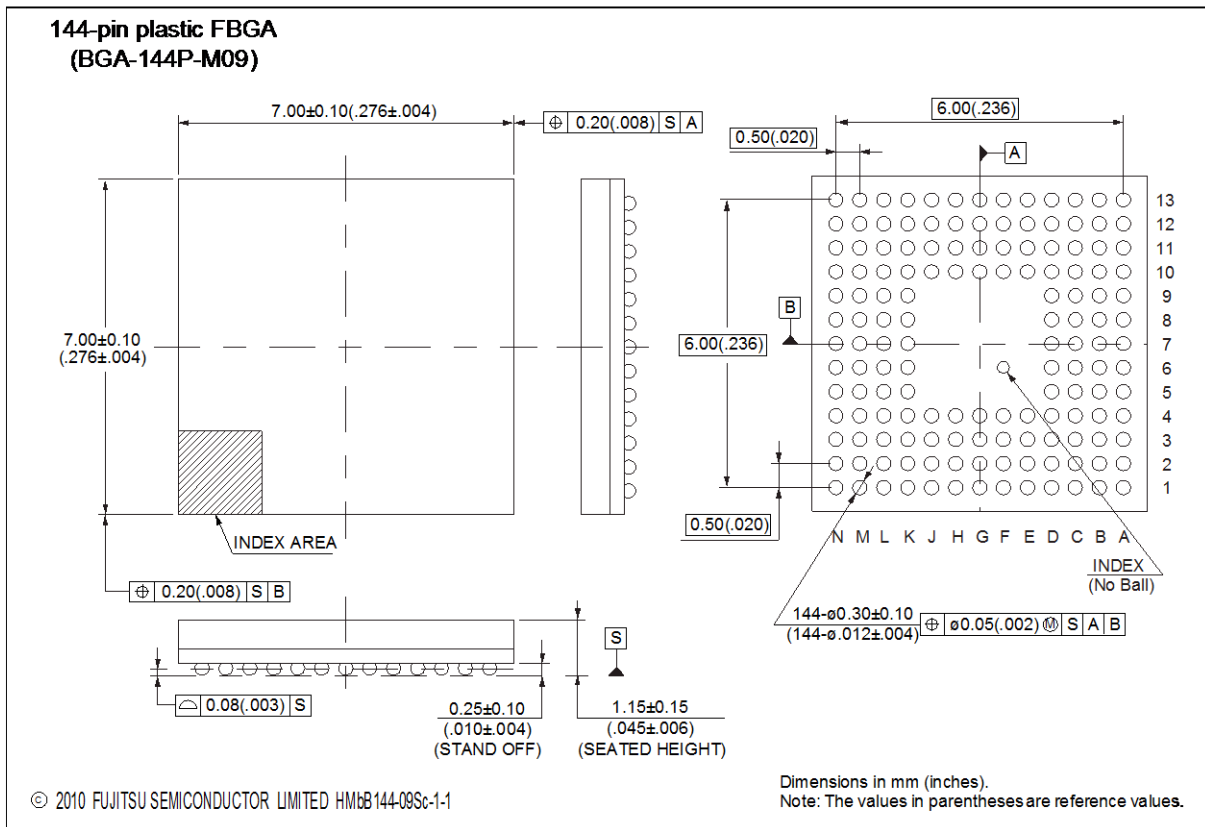 144-pin plastic FBGA
(BGA-144P-M09)
7.00±0.10(.276±.004)
⌖ 0.20(.008) S A
7.00±0.10
(.276±.004)
INDEX AREA
⌖ 0.20(.008) S B
6.00(.236)
0.50(.020)
A
B
6.00(.236)
0.50(.020)
13
12
11
10
9
8
7
6
5
4
3
2
1
N M L K J H G F E D C B A
INDEX
(No Ball)
144-ø0.30±0.10
(144-ø.012±.004)
⌖ ø0.05(.002) Ⓜ S A B
S
⌓ 0.08(.003) S
0.25±0.10
(.010±.004)
(STAND OFF)
1.15±0.15
(.045±.006)
(SEATED HEIGHT)
© 2010 FUJITSU SEMICONDUCTOR LIMITED HMbB144-09Sc-1-1
Dimensions in mm (inches).
Note: The values in parentheses are reference values.